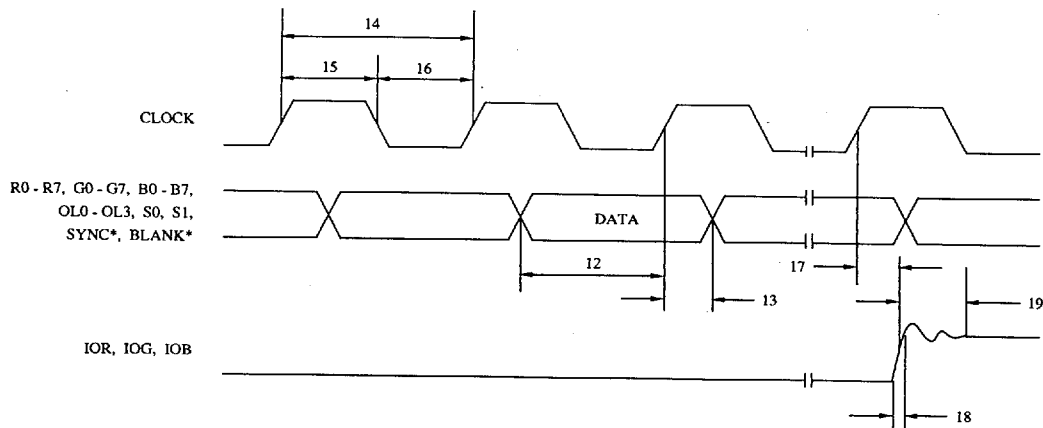 14
15
16
CLOCK
R0 - R7, G0 - G7, B0 - B7,
OL0 - OL3, S0, S1,
SYNC*, BLANK*
DATA
12
17
13
19
IOR, IOG, IOB
18